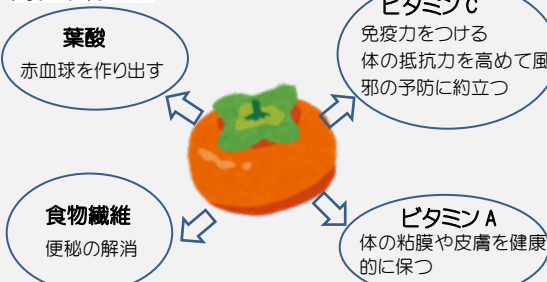 葉酸
赤血球を作り出す
ビタミンC
免疫力をつける
体の抵抗力を高めて風
邪の予防に約立つ
食物繊維
便秘の解消
ビタミンA
体の粘膜や皮膚を健康
的に保つ